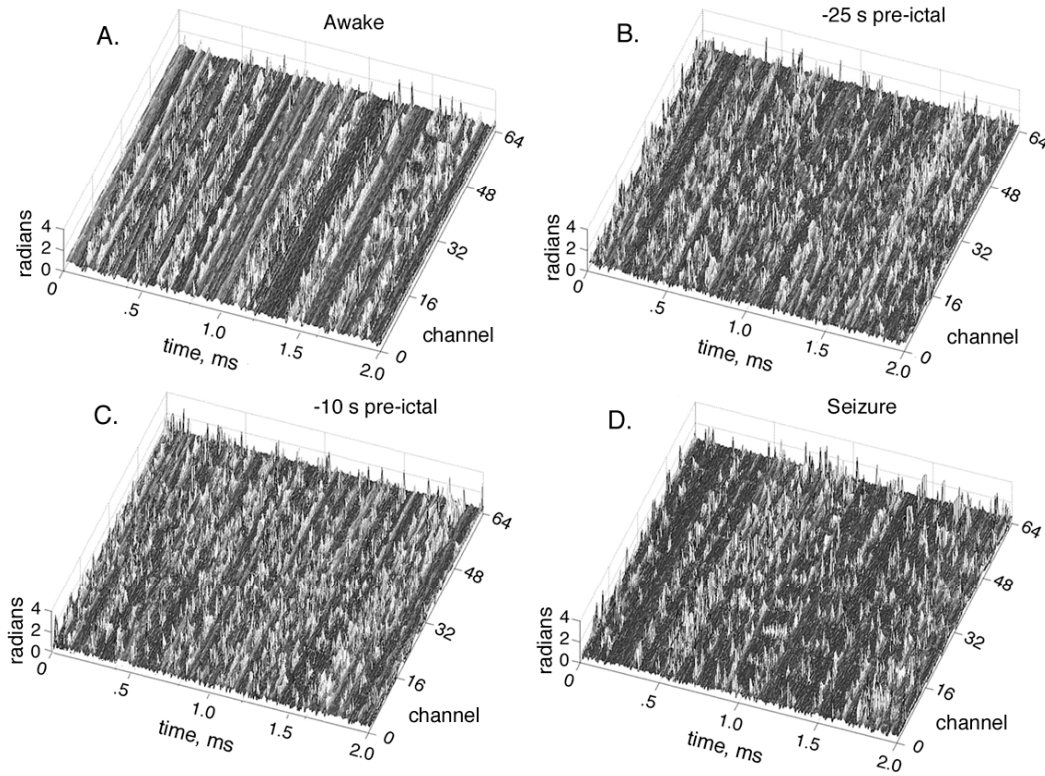 A.
Awake
radians
4
2
0
0
.5
1.0
1.5
2.0
time, ms
0
16
32
48
64
channel
B.
-25 s pre-ictal
radians
4
2
0
0
.5
1.0
1.5
2.0
time, ms
0
16
32
48
64
channel
C.
-10 s pre-ictal
radians
4
2
0
0
.5
1.0
1.5
2.0
time, ms
0
16
32
48
64
channel
D.
Seizure
radians
4
2
0
0
.5
1.0
1.5
2.0
time, ms
0
16
32
48
64
channel